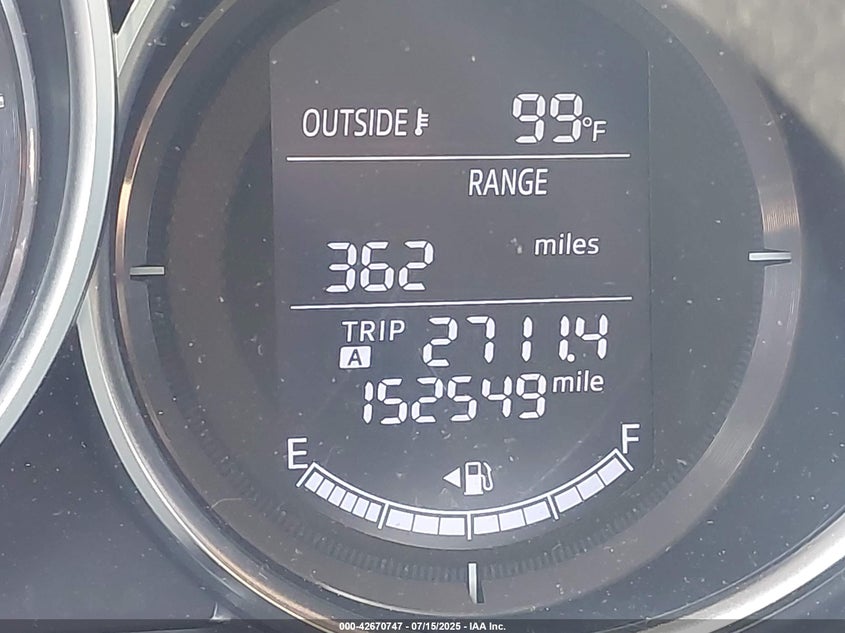 OUTSIDE 99°F
RANGE
362 miles
TRIP A 2711.4
152549 mile
E F
000-42670747 - 07/15/2025 - IAA Inc.